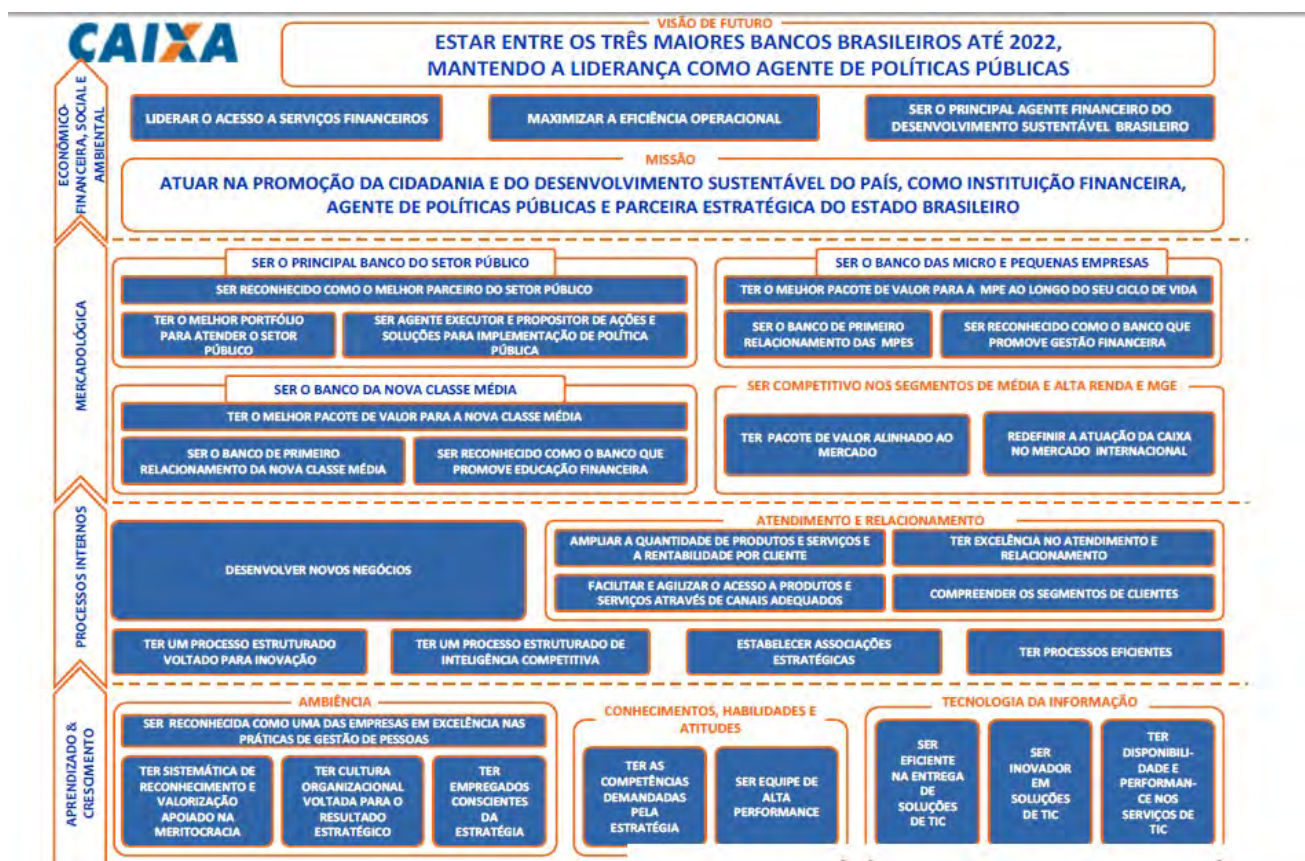 CAIXA
VISÃO DE FUTURO
ESTAR ENTRE OS TRÊS MAIORES BANCOS BRASILEIROS ATÉ 2022,
MANTENDO A LIDERANÇA COMO AGENTE DE POLÍTICAS PÚBLICAS
ECONÔMICO-
FINANCEIRA, SOCIAL E
AMBIENTAL
LIDERAR O ACESSO A SERVIÇOS FINANCEIROS
MAXIMIZAR A EFICIÊNCIA OPERACIONAL
SER O PRINCIPAL AGENTE FINANCEIRO DO
DESENVOLVIMENTO SUSTENTÁVEL BRASILEIRO
MISSÃO
ATUAR NA PROMOÇÃO DA CIDADANIA E DO DESENVOLVIMENTO SUSTENTÁVEL DO PAÍS, COMO INSTITUIÇÃO FINANCEIRA,
AGENTE DE POLÍTICAS PÚBLICAS E PARCEIRA ESTRATÉGICA DO ESTADO BRASILEIRO
MERCADOLÓGICA
SER O PRINCIPAL BANCO DO SETOR PÚBLICO
SER RECONHECIDO COMO O MELHOR PARCEIRO DO SETOR PÚBLICO
TER O MELHOR PORTFÓLIO
PARA ATENDER O SETOR
PÚBLICO
SER AGENTE EXECUTOR E PROPOSITOR DE AÇÕES E
SOLUÇÕES PARA IMPLEMENTAÇÃO DE POLÍTICA
PÚBLICA
SER O BANCO DAS MICRO E PEQUENAS EMPRESAS
TER O MELHOR PACOTE DE VALOR PARA A MPE AO LONGO DO SEU CICLO DE VIDA
SER O BANCO DE PRIMEIRO
RELACIONAMENTO DAS MPES
SER RECONHECIDO COMO O BANCO QUE
PROMOVE GESTÃO FINANCEIRA
SER O BANCO DA NOVA CLASSE MÉDIA
TER O MELHOR PACOTE DE VALOR PARA A NOVA CLASSE MÉDIA
SER O BANCO DE PRIMEIRO
RELACIONAMENTO DA NOVA CLASSE MÉDIA
SER RECONHECIDO COMO O BANCO QUE
PROMOVE EDUCAÇÃO FINANCEIRA
SER COMPETITIVO NOS SEGMENTOS DE MÉDIA E ALTA RENDA E MGE
TER PACOTE DE VALOR ALINHADO AO
MERCADO
REDEFINIR A ATUAÇÃO DA CAIXA
NO MERCADO INTERNACIONAL
PROCESSOS INTERNOS
DESENVOLVER NOVOS NEGÓCIOS
ATENDIMENTO E RELACIONAMENTO
AMPLIAR A QUANTIDADE DE PRODUTOS E SERVIÇOS E
A RENTABILIDADE POR CLIENTE
TER EXCELÊNCIA NO ATENDIMENTO E
RELACIONAMENTO
FACILITAR E AGILIZAR O ACESSO A PRODUTOS E
SERVIÇOS ATRAVÉS DE CANAIS ADEQUADOS
COMPREENDER OS SEGMENTOS DE CLIENTES
TER UM PROCESSO ESTRUTURADO
VOLTADO PARA INOVAÇÃO
TER UM PROCESSO ESTRUTURADO DE
INTELIGÊNCIA COMPETITIVA
ESTABELECER ASSOCIAÇÕES
ESTRATÉGICAS
TER PROCESSOS EFICIENTES
APRENDIZADO &
CRESCIMENTO
AMBIÊNCIA
SER RECONHECIDA COMO UMA DAS EMPRESAS EM EXCELÊNCIA NAS
PRÁTICAS DE GESTÃO DE PESSOAS
TER SISTEMÁTICA DE
RECONHECIMENTO E
VALORIZAÇÃO
APOIADO NA
MERITOCRACIA
TER CULTURA
ORGANIZACIONAL
VOLTADA PARA O
RESULTADO
ESTRATÉGICO
TER
EMPREGADOS
CONSCIENTES
DA
ESTRATÉGIA
CONHECIMENTOS, HABILIDADES E
ATITUDES
TER AS
COMPETÊNCIAS
DEMANDADAS
PELA
ESTRATÉGIA
SER EQUIPE DE
ALTA
PERFORMANCE
TECNOLOGIA DA INFORMAÇÃO
SER
EFICIENTE
NA ENTREGA
DE
SOLUÇÕES
DE TIC
SER
INOVADOR
EM
SOLUÇÕES
DE TIC
TER
DISPONIBILI-
DADE E
PERFORMAN-
CE NOS
SERVIÇOS DE
TIC